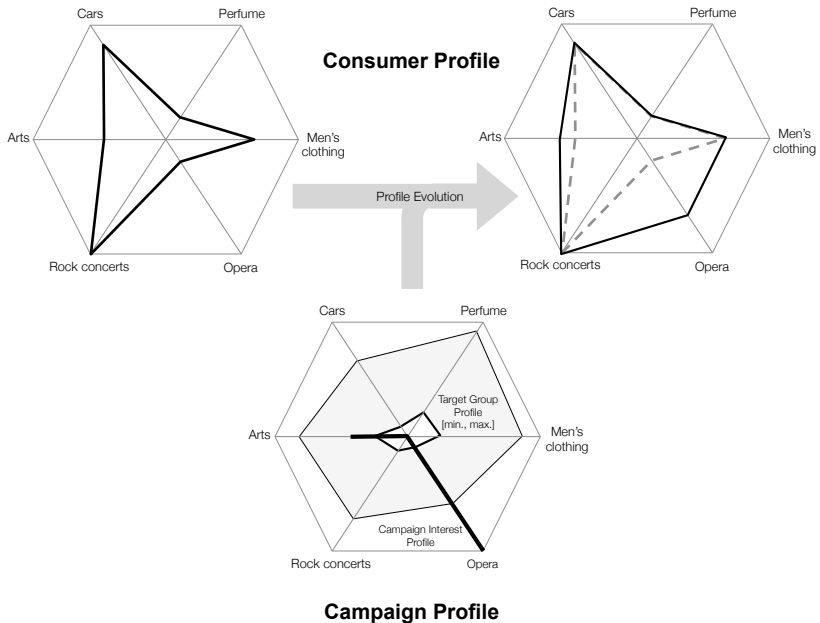 Cars
Perfume
Arts
Men's
clothing
Rock concerts
Opera
Consumer Profile
Cars
Perfume
Arts
Men's
clothing
Rock concerts
Opera
Profile Evolution
Cars
Perfume
Arts
Men's
clothing
Target Group
Profile
[min., max.]
Campaign Interest
Profile
Rock concerts
Opera
Campaign Profile